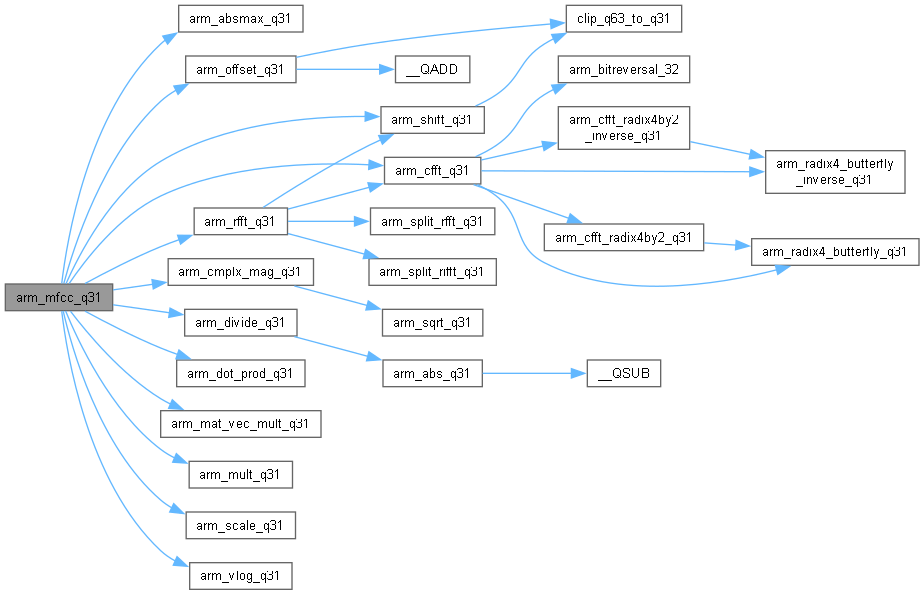 arm_absmax_q31
clip_q63_to_q31
arm_offset_q31
__QADD
arm_bitreversal_32
arm_shift_q31
arm_cfft_radix4by2
_inverse_q31
arm_cfft_q31
arm_radix4_butterfly
_inverse_q31
arm_rfft_q31
arm_split_rfft_q31
arm_cfft_radix4by2_q31
arm_radix4_butterfly_q31
arm_cmplx_mag_q31
arm_split_rifft_q31
arm_mfcc_q31
arm_divide_q31
arm_sqrt_q31
arm_dot_prod_q31
arm_abs_q31
__QSUB
arm_mat_vec_mult_q31
arm_mult_q31
arm_scale_q31
arm_vlog_q31